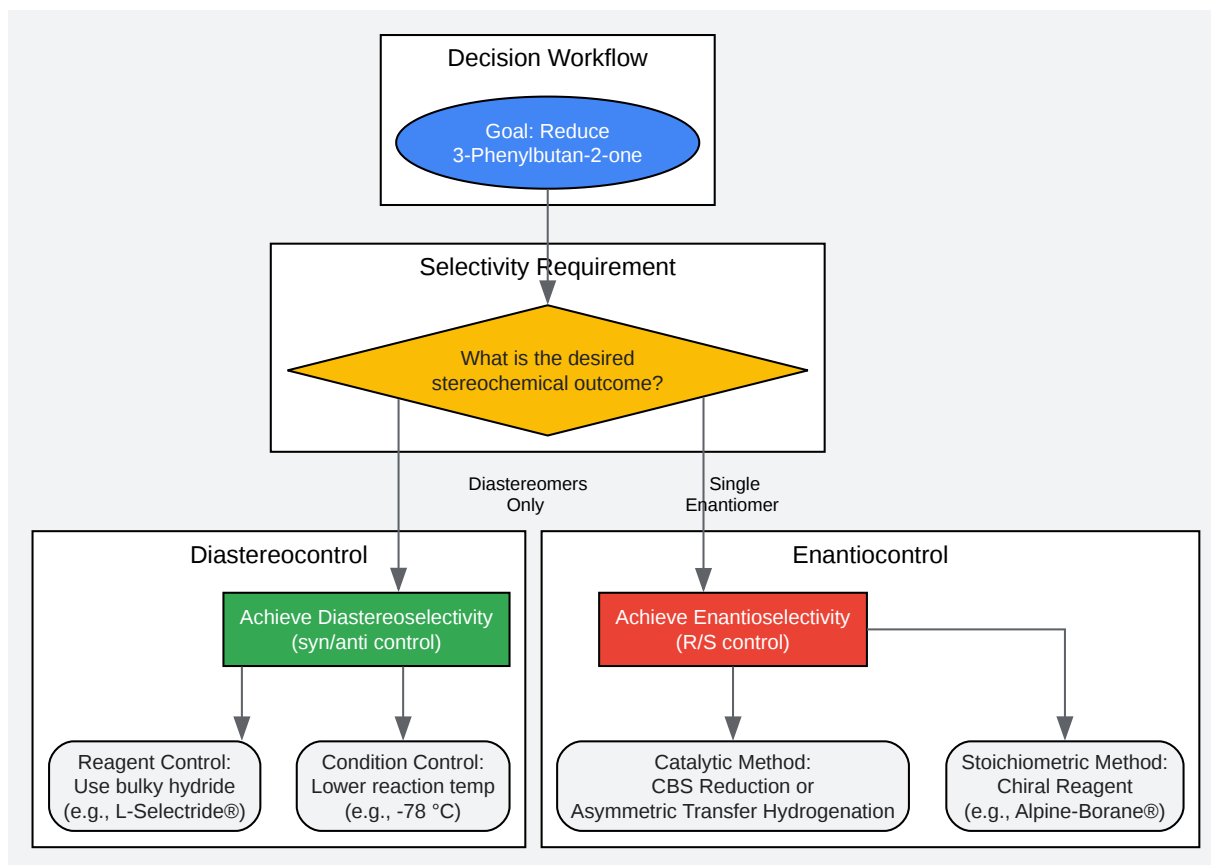 Decision Workflow
Goal: Reduce
3-Phenylbutan-2-one
Selectivity Requirement
What is the desired
stereochemical outcome?
Diastereomers
Only
Single
Enantiomer
Diastereocontrol
Achieve Diastereoselectivity
(syn/anti control)
Reagent Control:
Use bulky hydride
(e.g., L-Selectride®)
Condition Control:
Lower reaction temp
(e.g., -78 °C)
Enantiocontrol
Achieve Enantioselectivity
(R/S control)
Catalytic Method:
CBS Reduction or
Asymmetric Transfer Hydrogenation
Stoichiometric Method:
Chiral Reagent
(e.g., Alpine-Borane®)